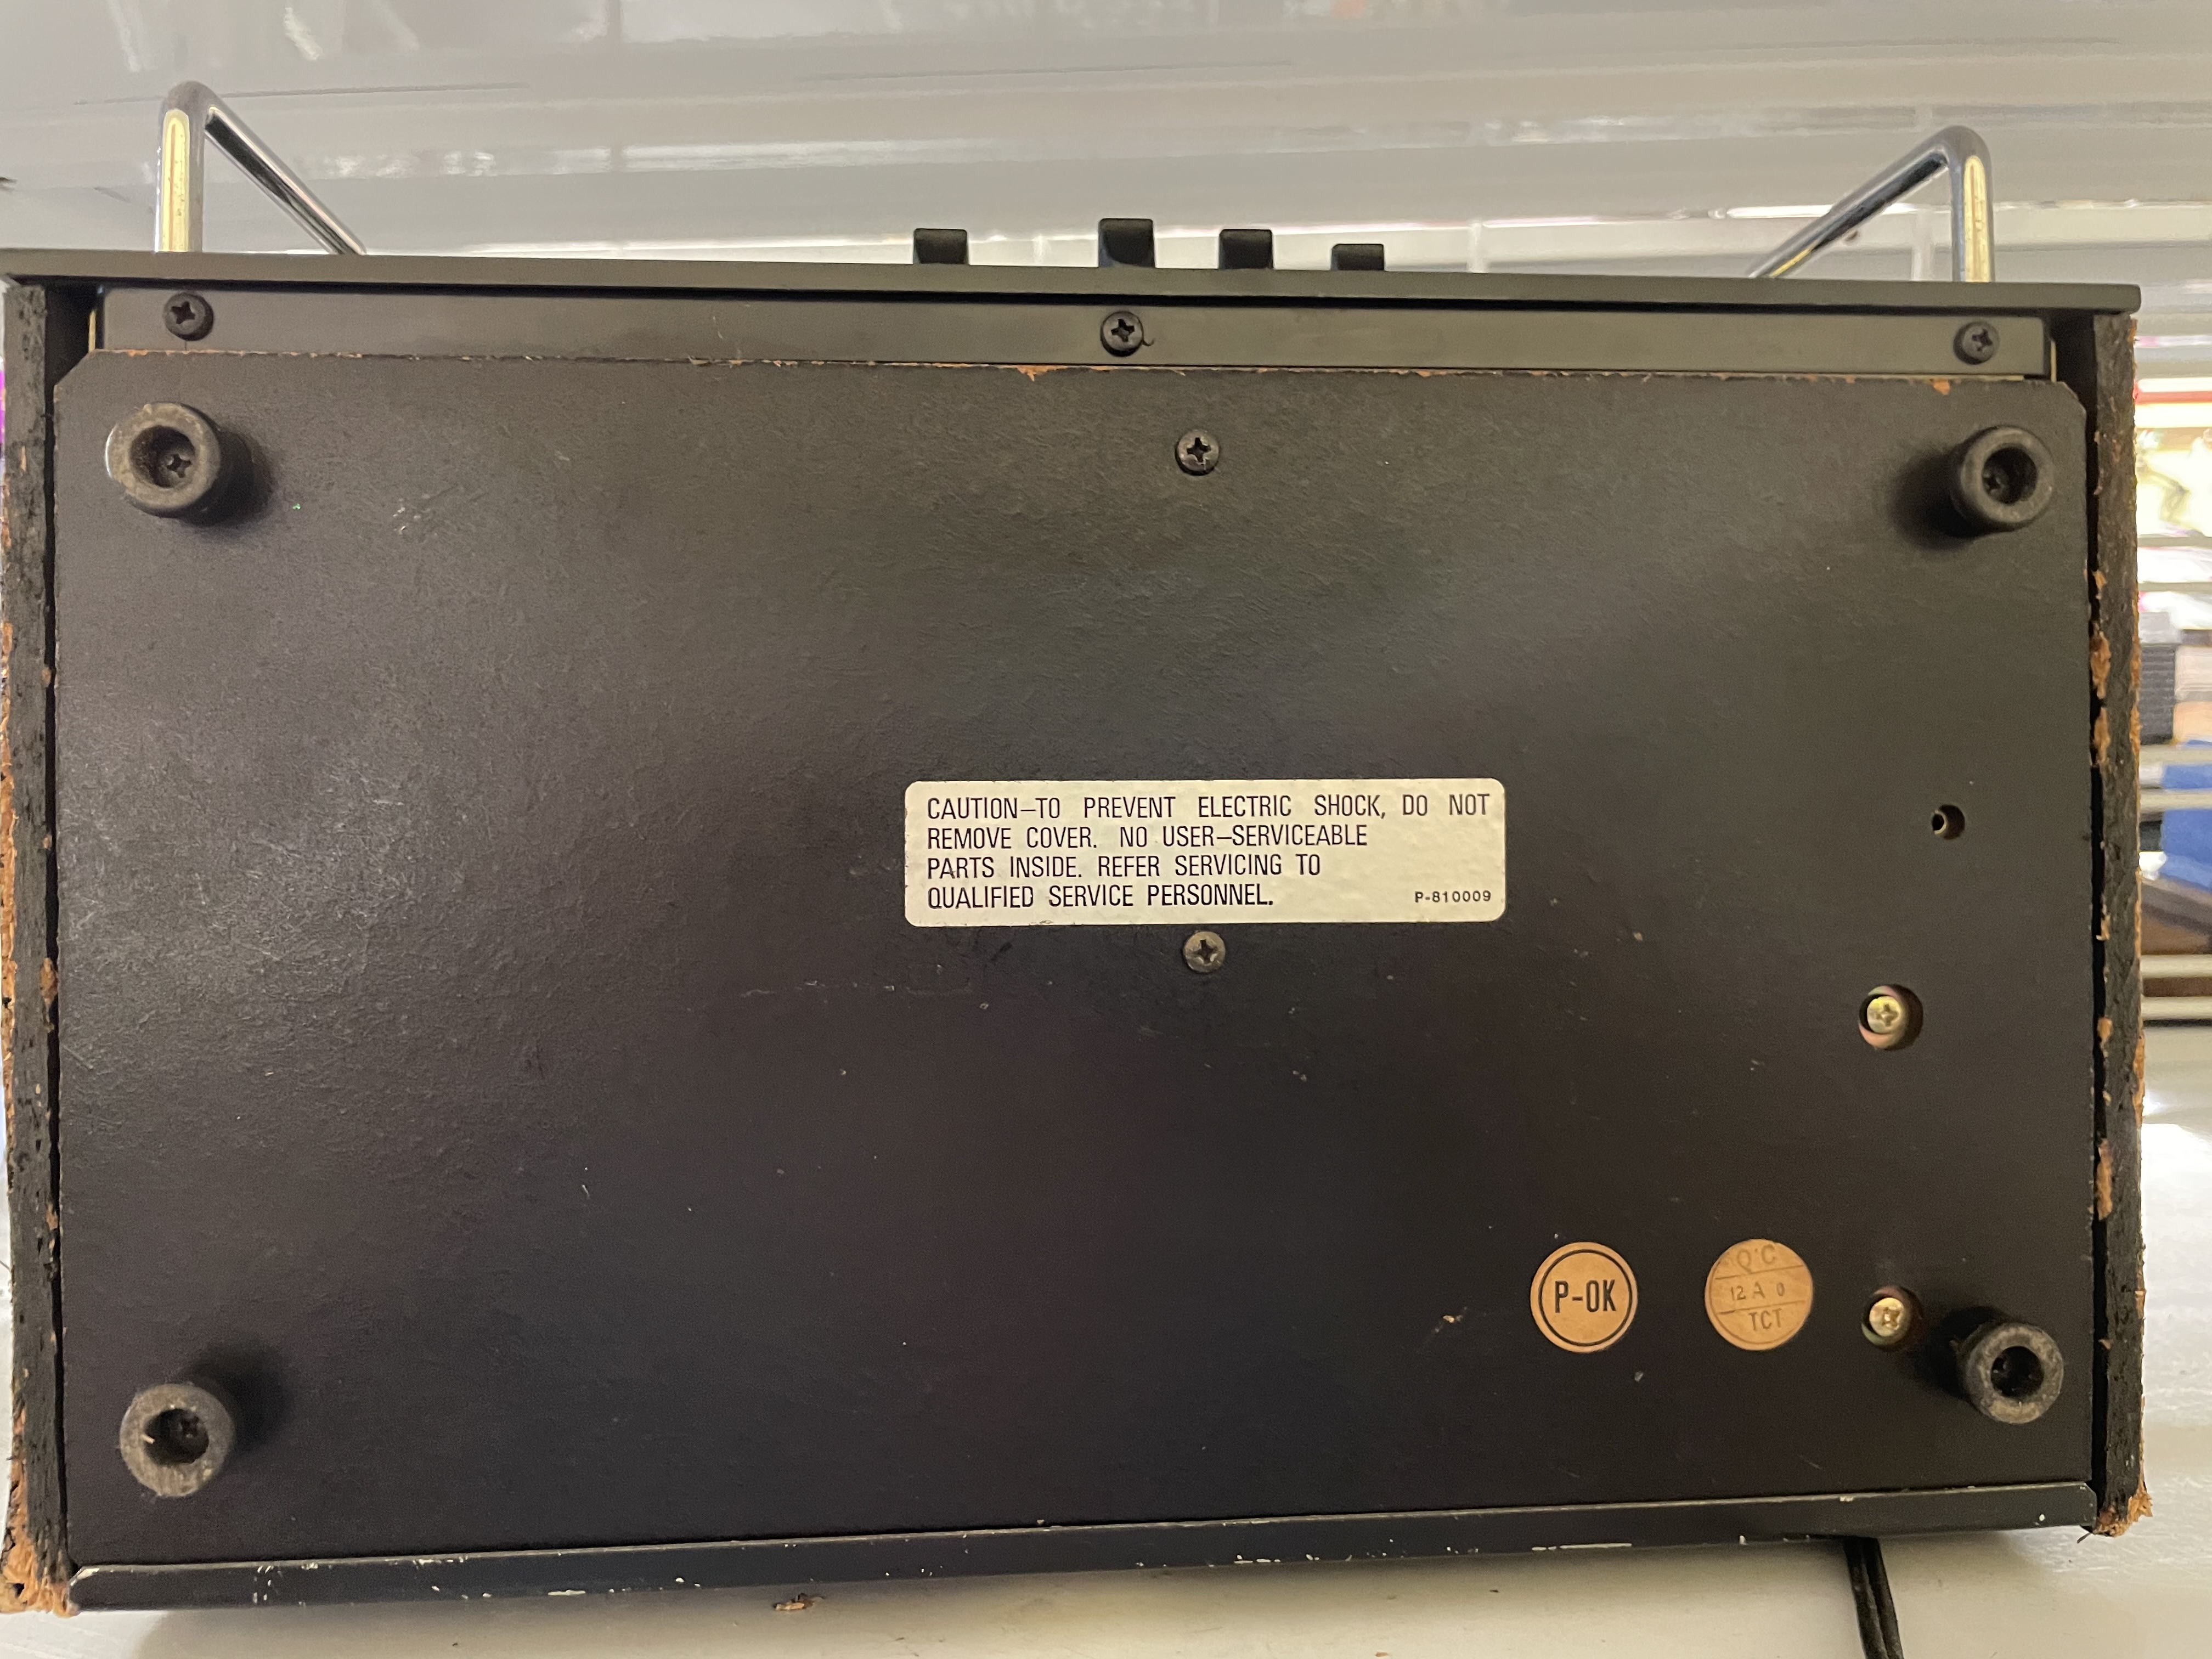 CAUTION–TO PREVENT ELECTRIC SHOCK, DO NOT
REMOVE COVER. NO USER–SERVICEABLE
PARTS INSIDE. REFER SERVICING TO
QUALIFIED SERVICE PERSONNEL.
P-810009
P-OK
Q'C
12 A 0
TCT